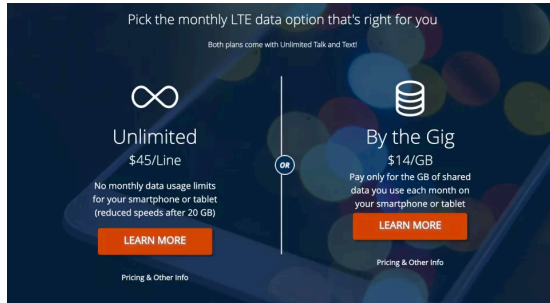 Pick the monthly LTE data option that's right for you
Both plans come with Unlimited Talk and Text!
Unlimited
$45/Line
No monthly data usage limits
for your smartphone or tablet
(reduced speeds after 20 GB)
LEARN MORE
Pricing & Other Info
OR
By the Gig
$14/GB
Pay only for the GB of shared
data you use each month on
your smartphone or tablet
LEARN MORE
Pricing & Other Info